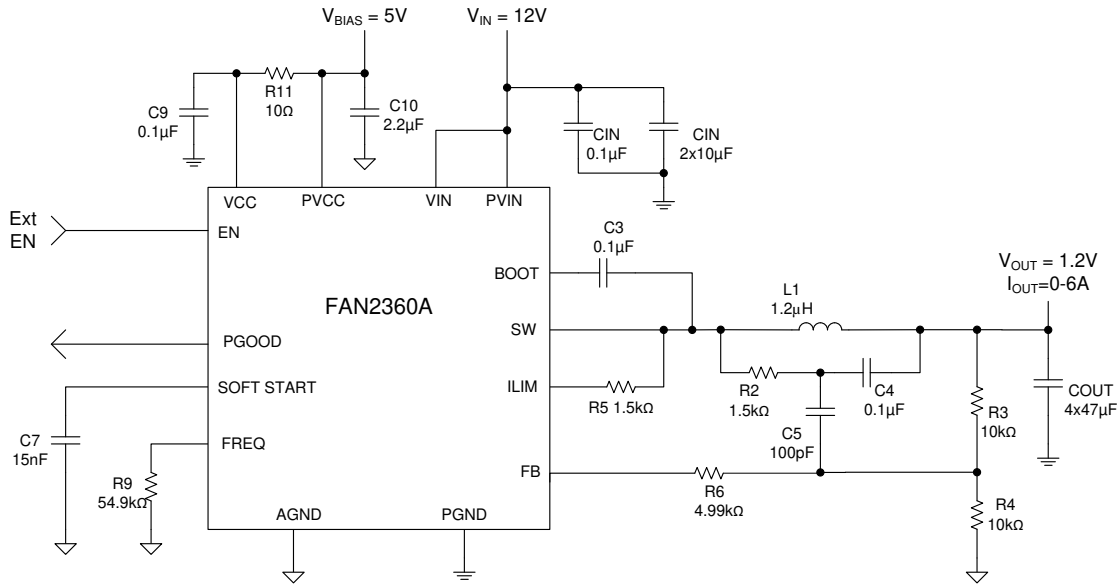 V_BIAS = 5V
V_IN = 12V
R11
10Ω
C9
0.1µF
C10
2.2µF
CIN
0.1µF
CIN
2x10µF
VCC
PVCC
VIN
PVIN
Ext
EN
EN
C3
0.1µF
BOOT
V_OUT = 1.2V
I_OUT=0-6A
FAN2360A
L1
1.2µH
SW
PGOOD
SOFT START
ILIM
R5 1.5kΩ
R2
1.5kΩ
C4
0.1µF
COUT
4x47µF
R3
10kΩ
C7
15nF
FREQ
C5
100pF
FB
R9
54.9kΩ
R6
4.99kΩ
R4
10kΩ
AGND
PGND